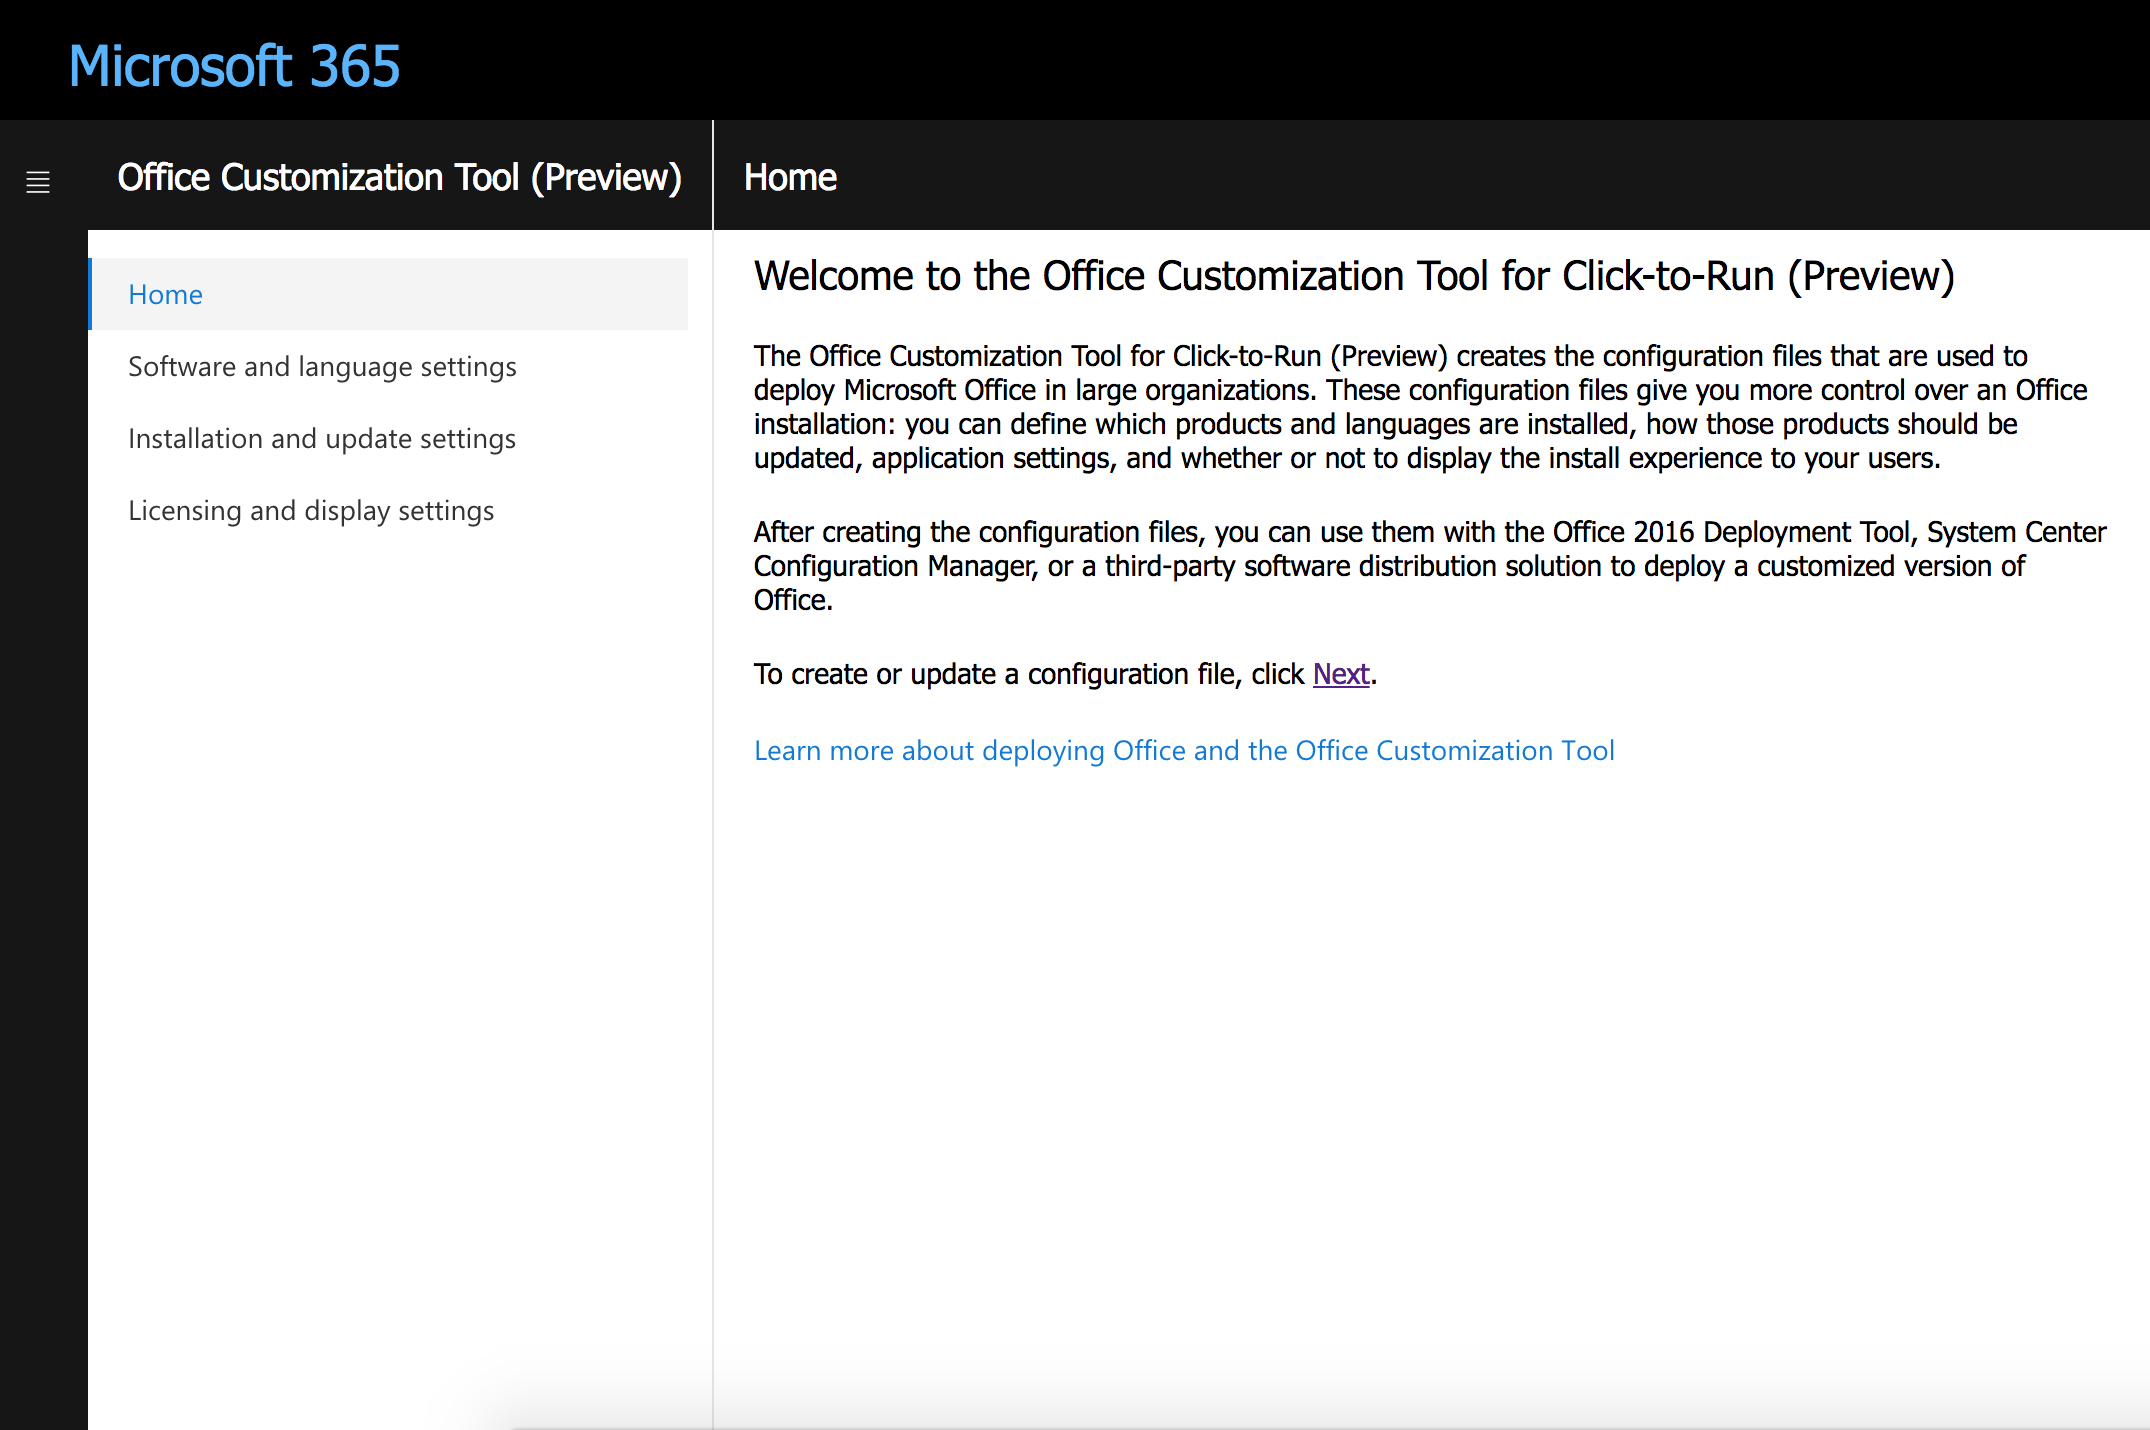 Microsoft 365
Office Customization Tool (Preview)
Home
Home
Software and language settings
Installation and update settings
Licensing and display settings
Welcome to the Office Customization Tool for Click-to-Run (Preview)
The Office Customization Tool for Click-to-Run (Preview) creates the configuration files that are used to
deploy Microsoft Office in large organizations. These configuration files give you more control over an Office
installation: you can define which products and languages are installed, how those products should be
updated, application settings, and whether or not to display the install experience to your users.
After creating the configuration files, you can use them with the Office 2016 Deployment Tool, System Center
Configuration Manager, or a third-party software distribution solution to deploy a customized version of
Office.
To create or update a configuration file, click Next.
Learn more about deploying Office and the Office Customization Tool